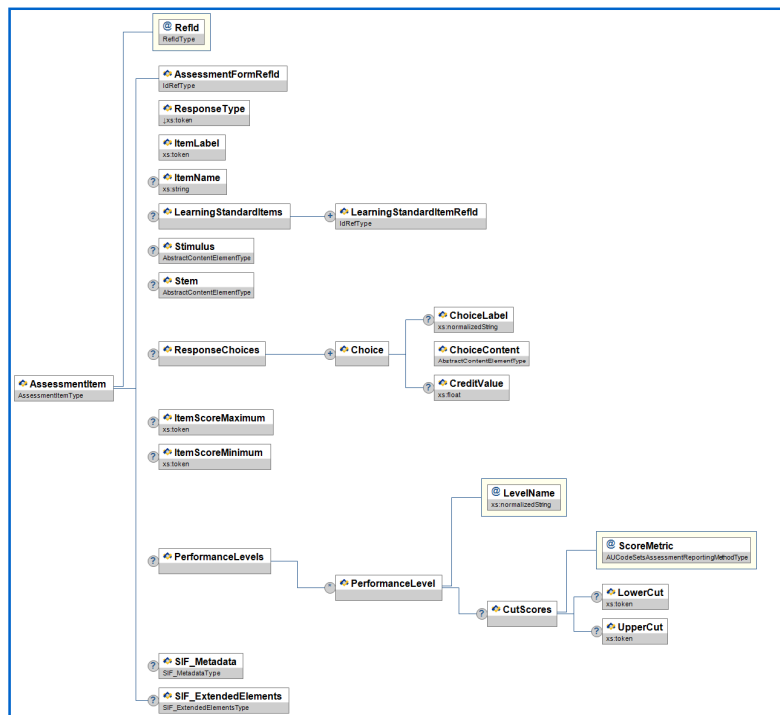 @ RefId
RefIdType
AssessmentFormRefId
IdRefType
ResponseType
↓xs:token
ItemLabel
xs:token
? ItemName
xs:string
? LearningStandardItems
+ LearningStandardItemRefId
IdRefType
? Stimulus
AbstractContentElementType
? Stem
AbstractContentElementType
? ResponseChoices
+ Choice
? ChoiceLabel
xs:normalizedString
ChoiceContent
AbstractContentElementType
? CreditValue
xs:float
AssessmentItem
AssessmentItemType
? ItemScoreMaximum
xs:token
? ItemScoreMinimum
xs:token
@ LevelName
xs:normalizedString
? PerformanceLevels
* PerformanceLevel
? CutScores
@ ScoreMetric
AUCodeSetsAssessmentReportingMethodType
? LowerCut
xs:token
? UpperCut
xs:token
? SIF_Metadata
SIF_MetadataType
? SIF_ExtendedElements
SIF_ExtendedElementsType